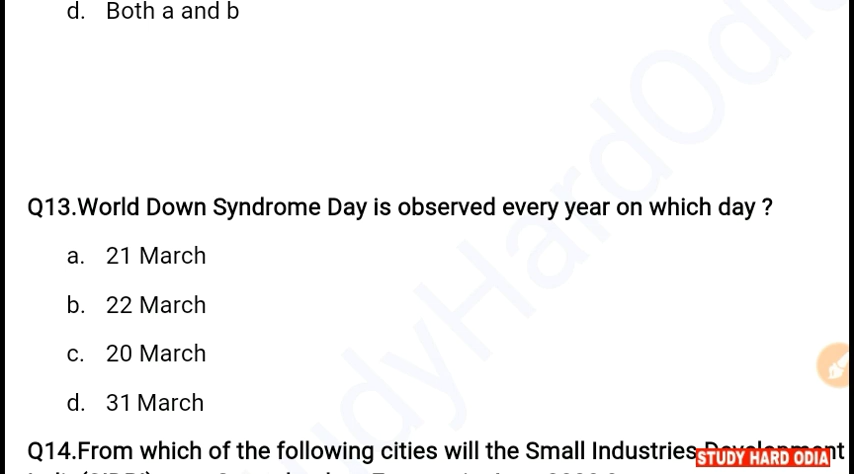 d. Both a and b
Q13.World Down Syndrome Day is observed every year on which day ?
a. 21 March
b. 22 March
c. 20 March
d. 31 March
Q14.From which of the following cities will the Small Industries
STUDY HARD ODIA